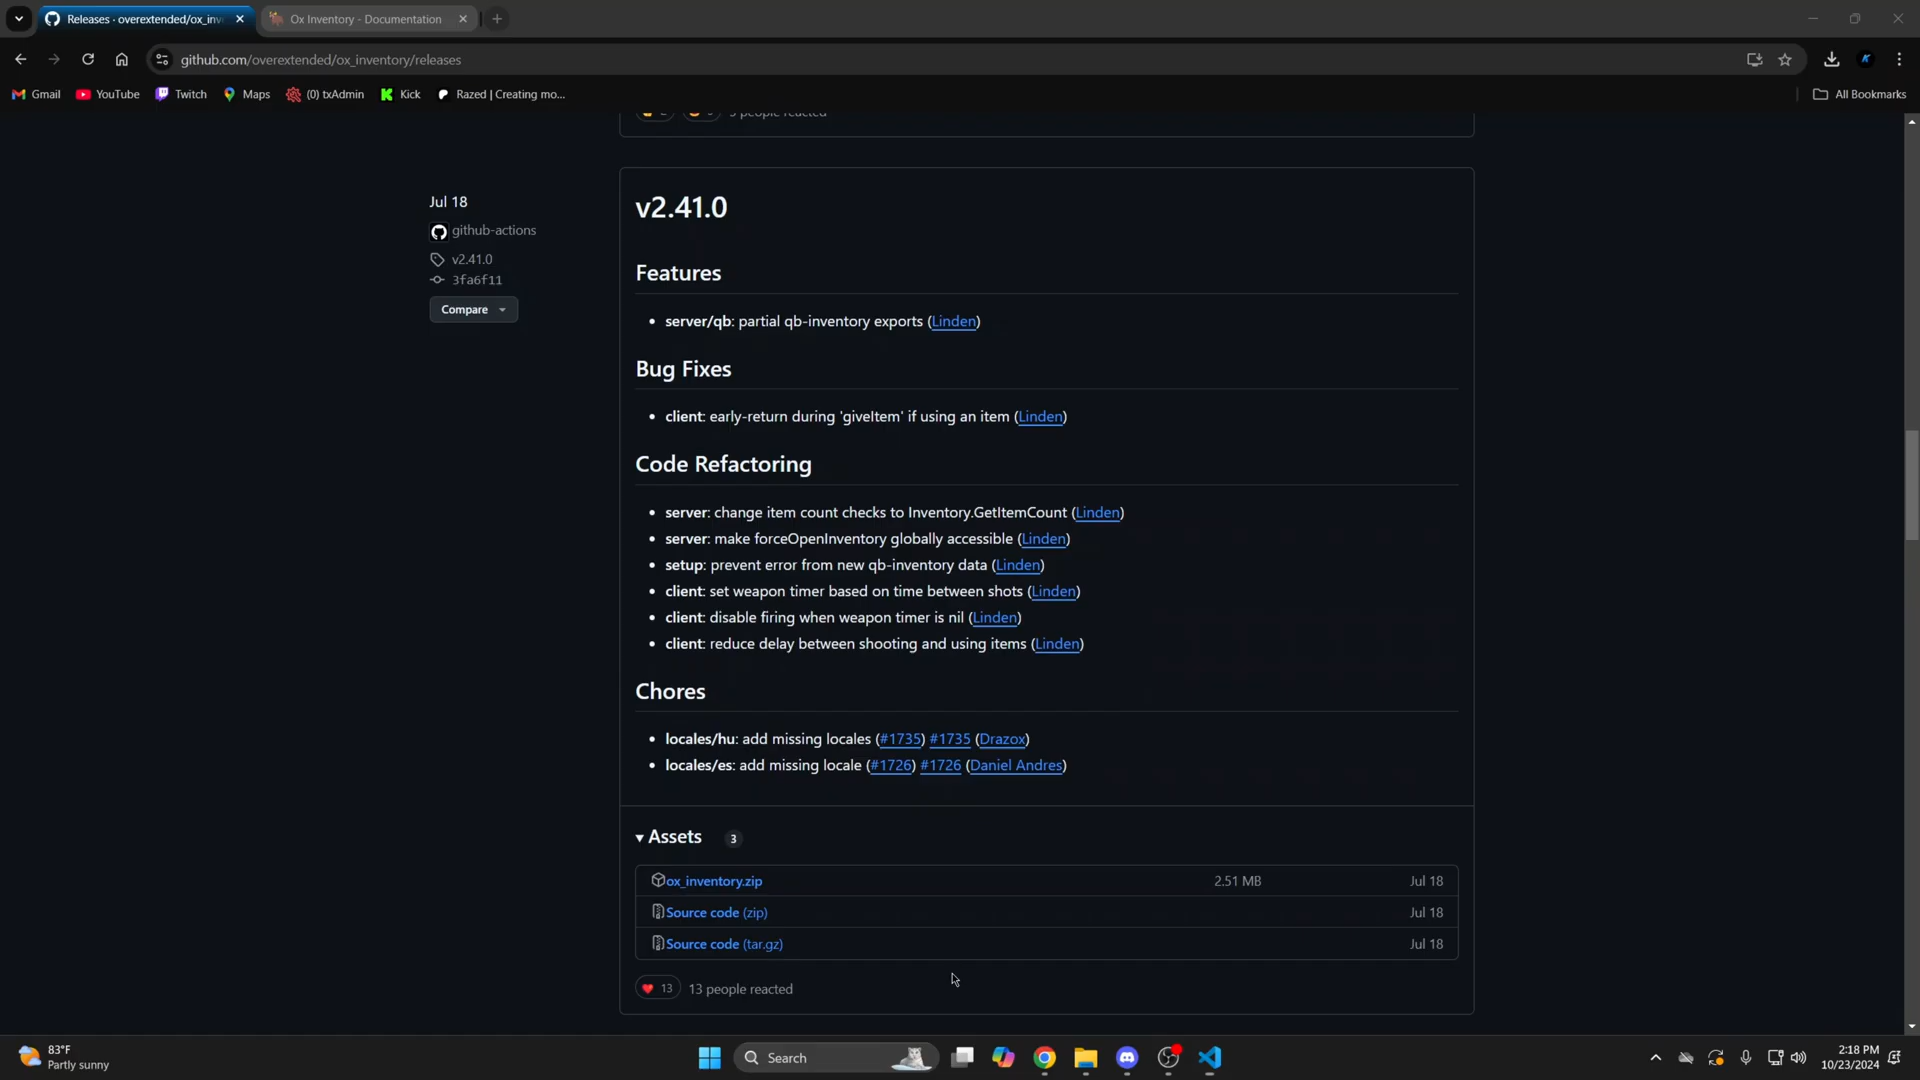 Releases · overextended/ox_inv
Ox Inventory - Documentation
github.com/overextended/ox_inventory/releases
Gmail
YouTube
Twitch
Maps
(0) txAdmin
Kick
Razed | Creating mo...
All Bookmarks
people reacted
Jul 18
github-actions
v2.41.0
3fa6f11
Compare
v2.41.0
Features
• server/qb: partial qb-inventory exports (Linden)
Bug Fixes
• client: early-return during 'giveItem' if using an item (Linden)
Code Refactoring
• server: change item count checks to Inventory.GetItemCount (Linden)
• server: make forceOpenInventory globally accessible (Linden)
• setup: prevent error from new qb-inventory data (Linden)
• client: set weapon timer based on time between shots (Linden)
• client: disable firing when weapon timer is nil (Linden)
• client: reduce delay between shooting and using items (Linden)
Chores
• locales/hu: add missing locales (#1735) #1735 (Drazox)
• locales/es: add missing locale (#1726) #1726 (Daniel Andres)
Assets 3
ox_inventory.zip 2.51 MB Jul 18
Source code (zip) Jul 18
Source code (tar.gz) Jul 18
13 13 people reacted
83°F
Partly sunny
Search
2:18 PM
10/23/2024